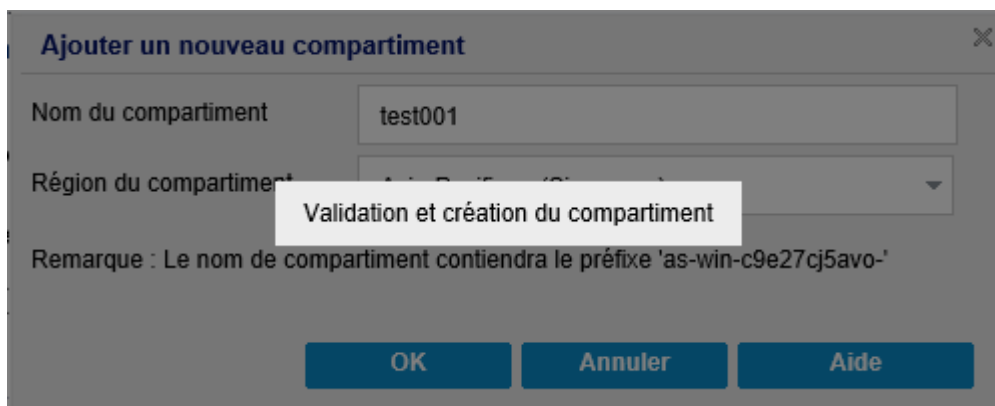 Ajouter un nouveau compartiment
Nom du compartiment
test001
Région du compartiment
Validation et création du compartiment
Remarque : Le nom de compartiment contiendra le préfixe 'as-win-c9e27cj5avo-'
OK
Annuler
Aide